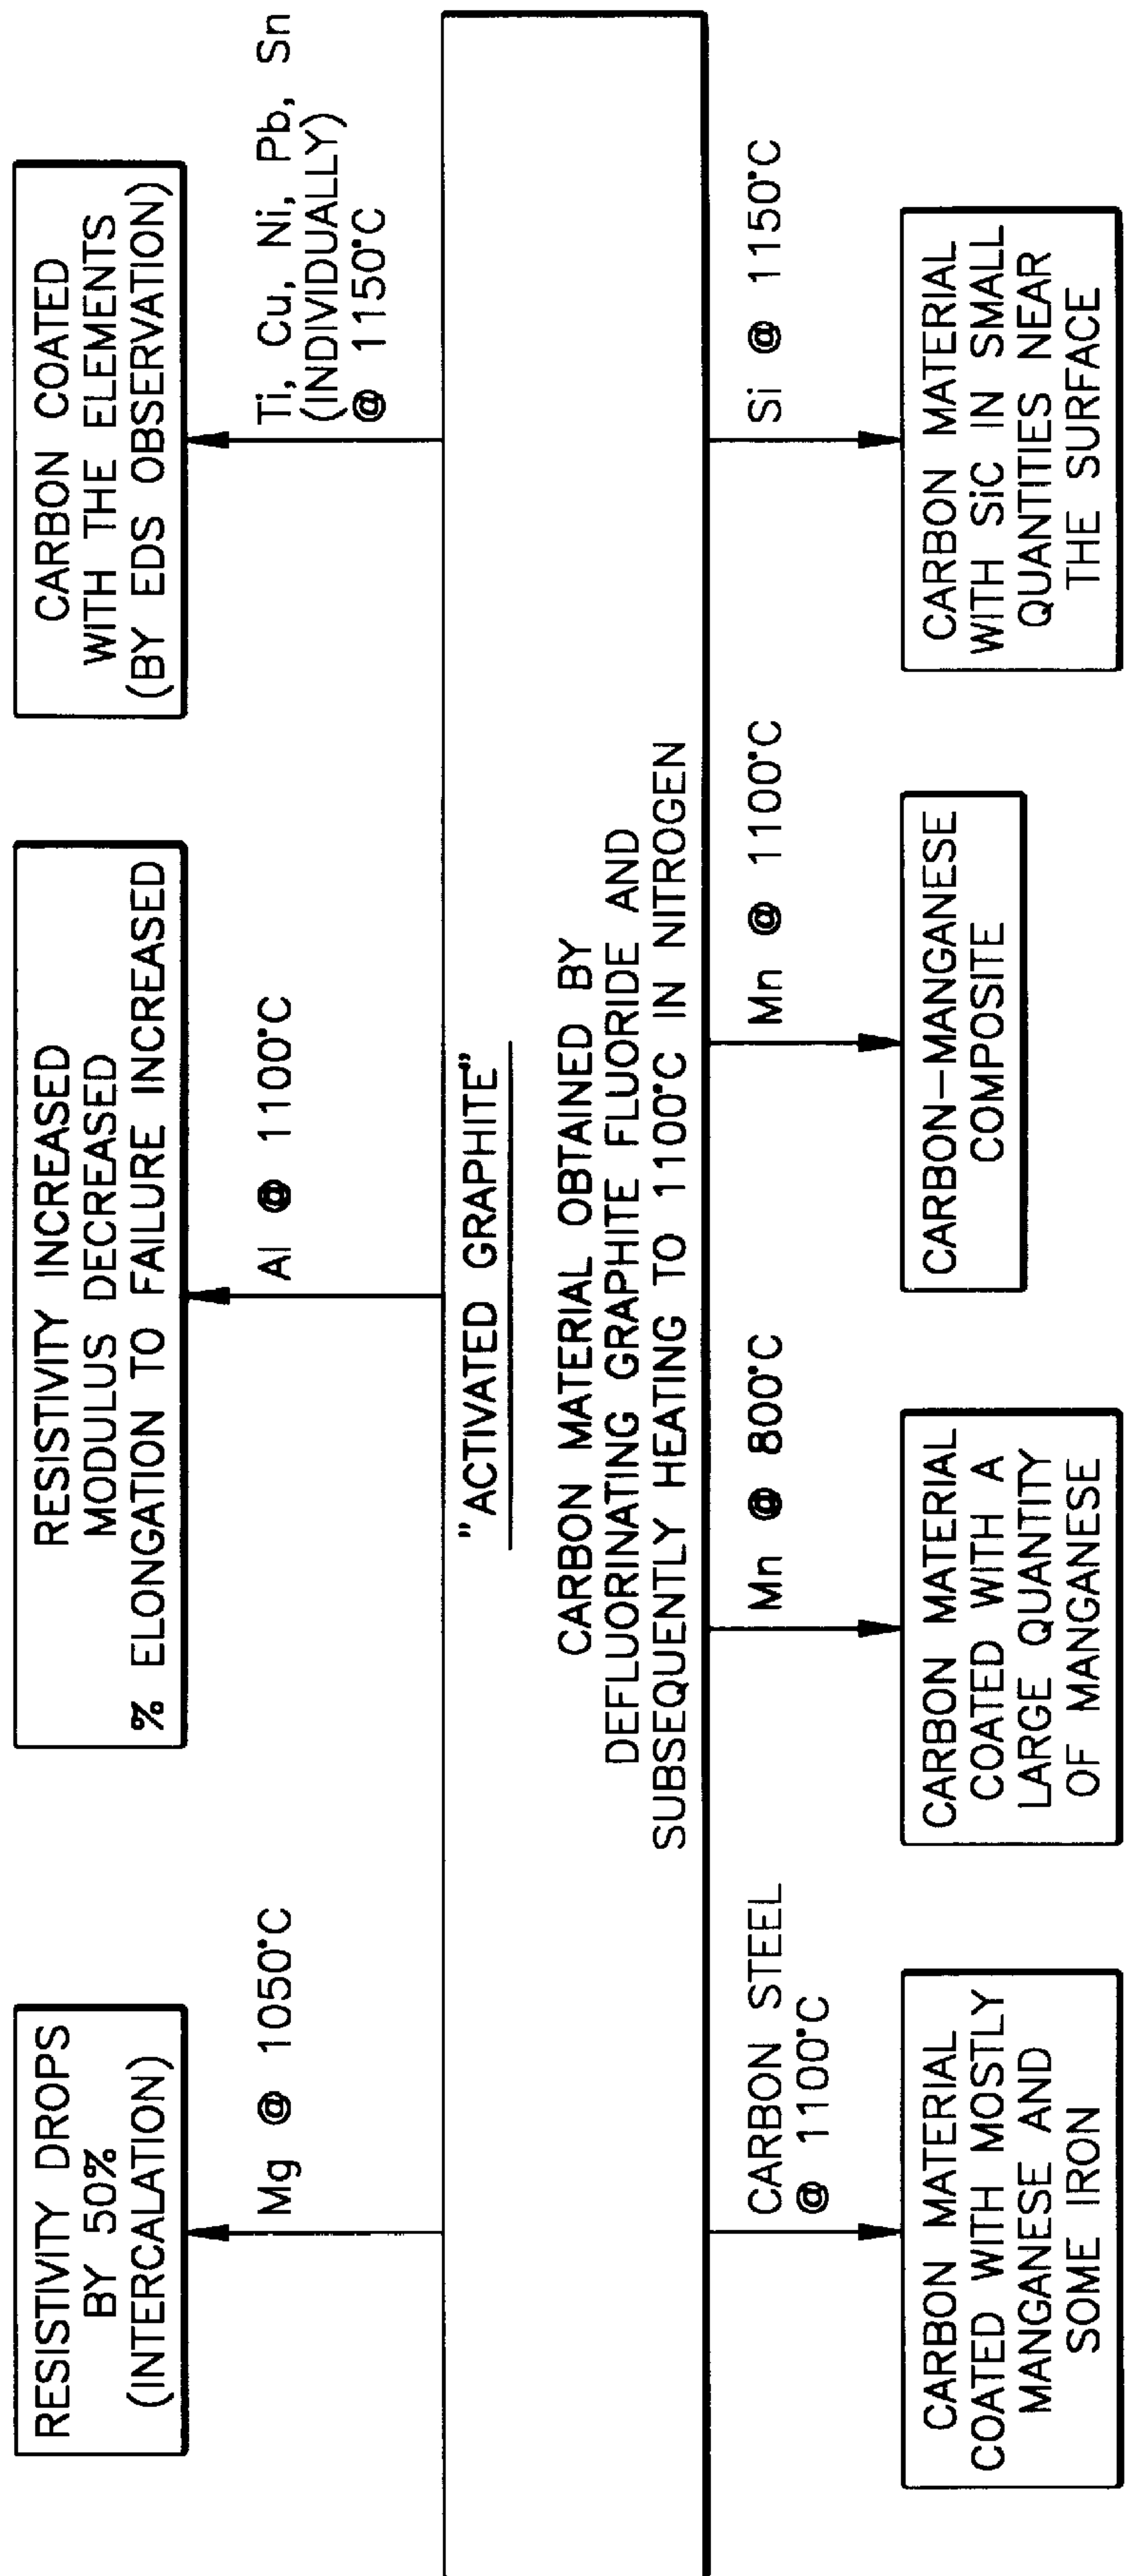 RESISTIVITY DROPS
BY 50%
(INTERCALATION)
Mg @ 1050°C
RESISTIVITY INCREASED
MODULUS DECREASED
% ELONGATION TO FAILURE INCREASED
Al @ 1100°C
CARBON COATED
WITH THE ELEMENTS
(BY EDS OBSERVATION)
Ti, Cu, Ni, Pb, Sn
(INDIVIDUALLY)
@ 1150°C
"ACTIVATED GRAPHITE"
CARBON MATERIAL OBTAINED BY
DEFLUORINATING GRAPHITE FLUORIDE AND
SUBSEQUENTLY HEATING TO 1100°C IN NITROGEN
CARBON STEEL
@ 1100°C
CARBON MATERIAL
COATED WITH MOSTLY
MANGANESE AND
SOME IRON
Mn @ 800°C
CARBON MATERIAL
COATED WITH A
LARGE QUANTITY
OF MANGANESE
Mn @ 1100°C
CARBON-MANGANESE
COMPOSITE
Si @ 1150°C
CARBON MATERIAL
WITH SiC IN SMALL
QUANTITIES NEAR
THE SURFACE